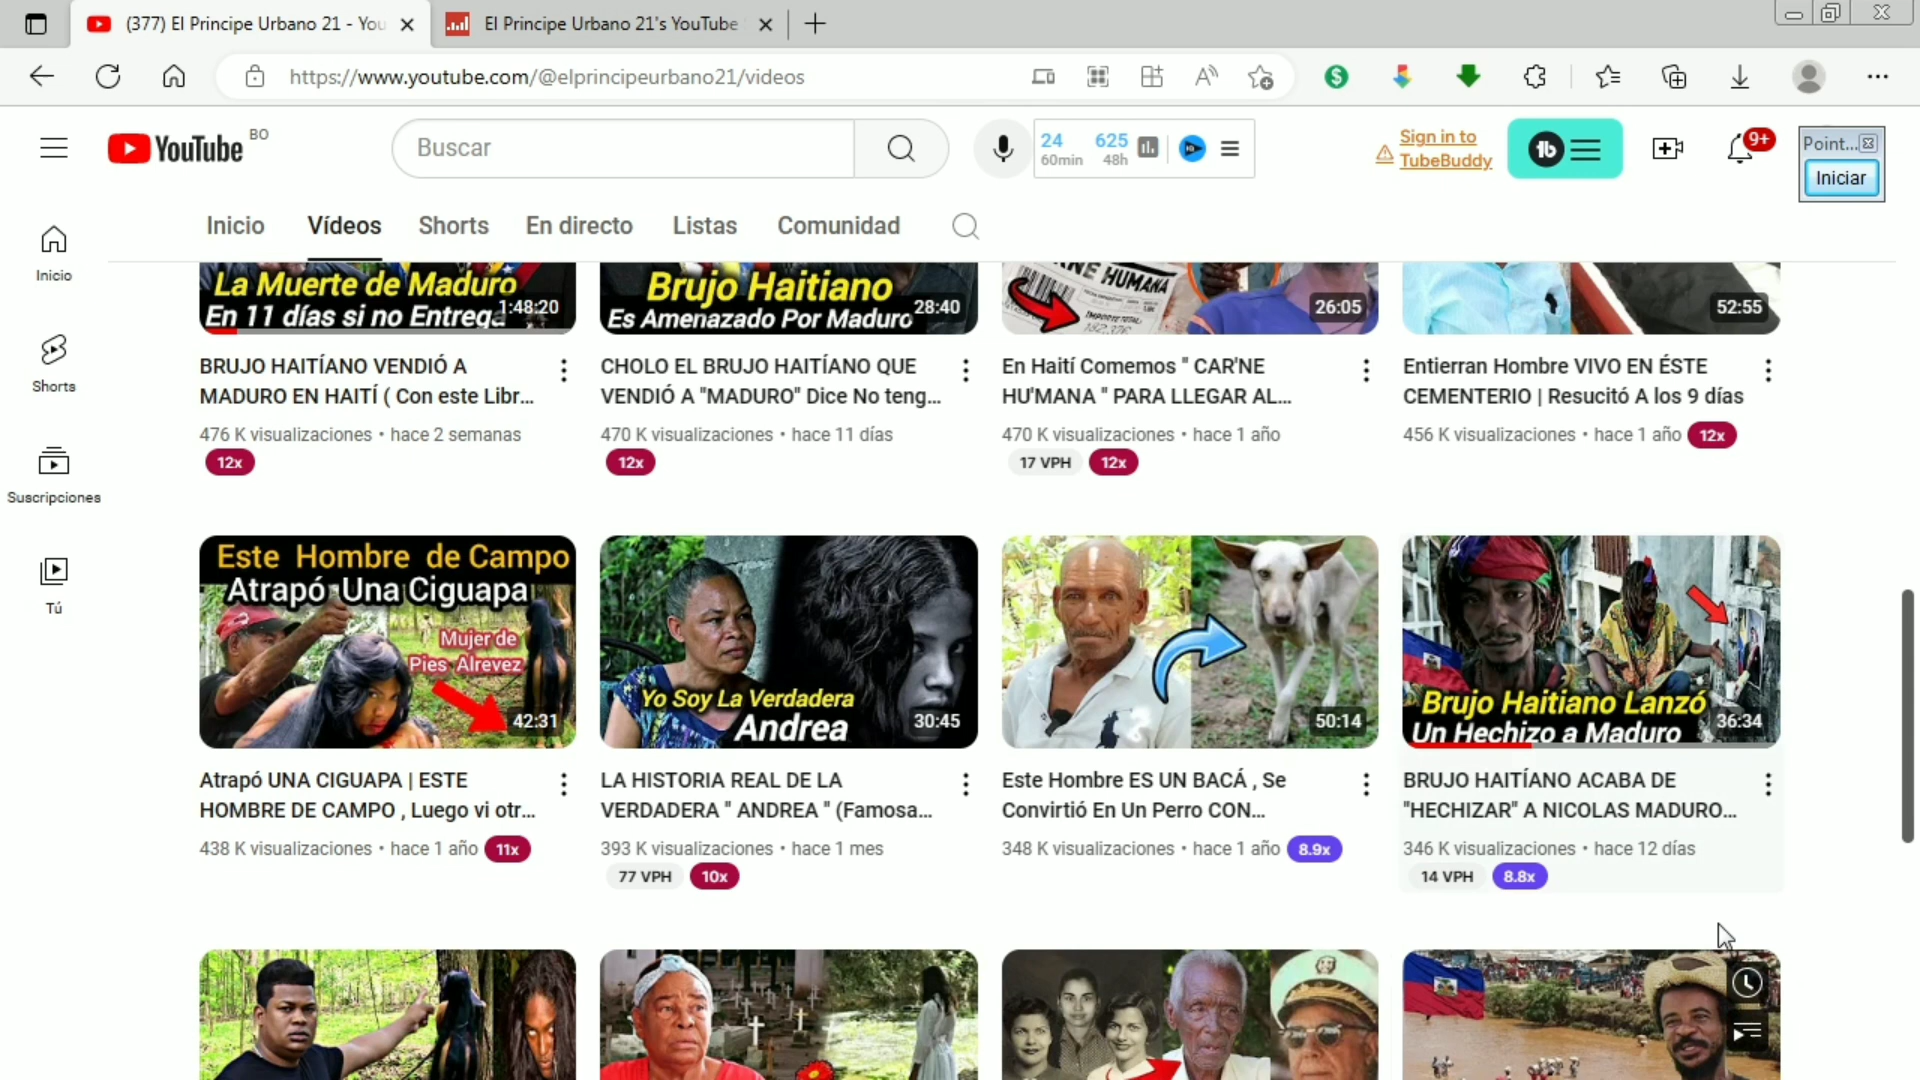 (377) El Principe Urbano 21 - You
El Principe Urbano 21's YouTube
https://www.youtube.com/@elprincipeurbano21/videos
YouTube
BO
Buscar
24
60min
625
48h
Sign in to
TubeBuddy
tb
9+
Point...
Iniciar
Inicio
Vídeos
Shorts
En directo
Listas
Comunidad
Inicio
Shorts
Suscripciones
Tú
La Muerte de Maduro
En 11 días si no Entrega
1:48:20
Brujo Haitiano
Es Amenazado Por Maduro
28:40
NE HUMANA
IMPORTE TOTAL
26:05
52:55
BRUJO HAITÍANO VENDIÓ A
MADURO EN HAITÍ ( Con este Libr...
476 K visualizaciones • hace 2 semanas
12x
CHOLO EL BRUJO HAITÍANO QUE
VENDIÓ A "MADURO" Dice No teng...
470 K visualizaciones • hace 11 días
12x
En Haití Comemos " CAR'NE
HU'MANA " PARA LLEGAR AL...
470 K visualizaciones • hace 1 año
17 VPH
12x
Entierran Hombre VIVO EN ÉSTE
CEMENTERIO | Resucitó A los 9 días
456 K visualizaciones • hace 1 año
12x
Este Hombre de Campo
Atrapó Una Ciguapa
Mujer de
Pies Alrevez
42:31
Yo Soy La Verdadera
Andrea
30:45
50:14
Brujo Haitiano Lanzó
Un Hechizo a Maduro
36:34
Atrapó UNA CIGUAPA | ESTE
HOMBRE DE CAMPO , Luego vi otr...
438 K visualizaciones • hace 1 año
11x
LA HISTORIA REAL DE LA
VERDADERA " ANDREA " (Famosa...
393 K visualizaciones • hace 1 mes
77 VPH
10x
Este Hombre ES UN BACÁ , Se
Convirtió En Un Perro CON...
348 K visualizaciones • hace 1 año
8.9x
BRUJO HAITÍANO ACABA DE
"HECHIZAR" A NICOLAS MADURO...
346 K visualizaciones • hace 12 días
14 VPH
8.8x